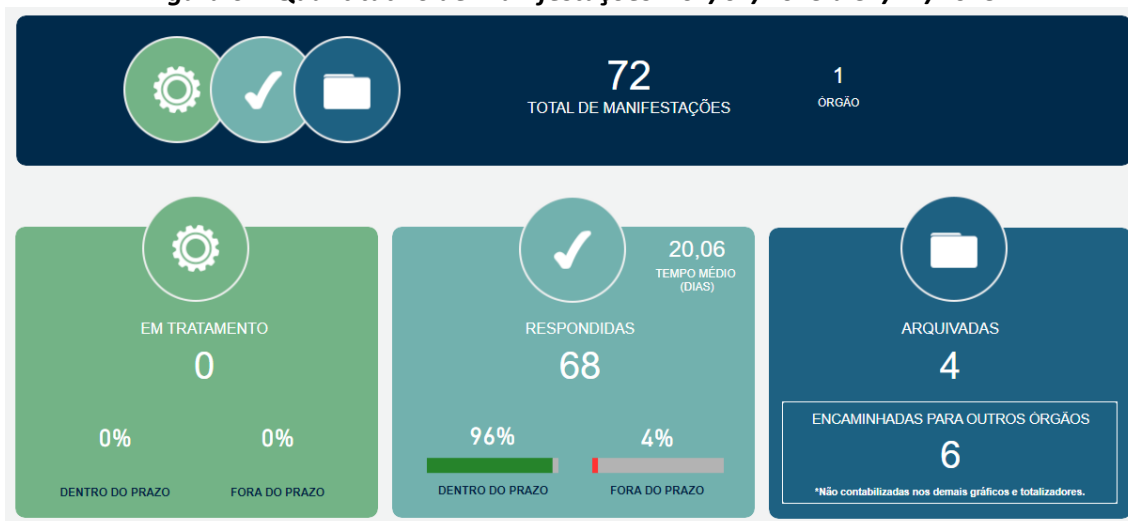 72
TOTAL DE MANIFESTAÇÕES
1
ÓRGÃO
20,06
TEMPO MÉDIO
(DIAS)
EM TRATAMENTO
0
0%
0%
DENTRO DO PRAZO
FORA DO PRAZO
RESPONDIDAS
68
96%
4%
DENTRO DO PRAZO
FORA DO PRAZO
ARQUIVADAS
4
ENCAMINHADAS PARA OUTROS ÓRGÃOS
6
*Não contabilizadas nos demais gráficos e totalizadores.